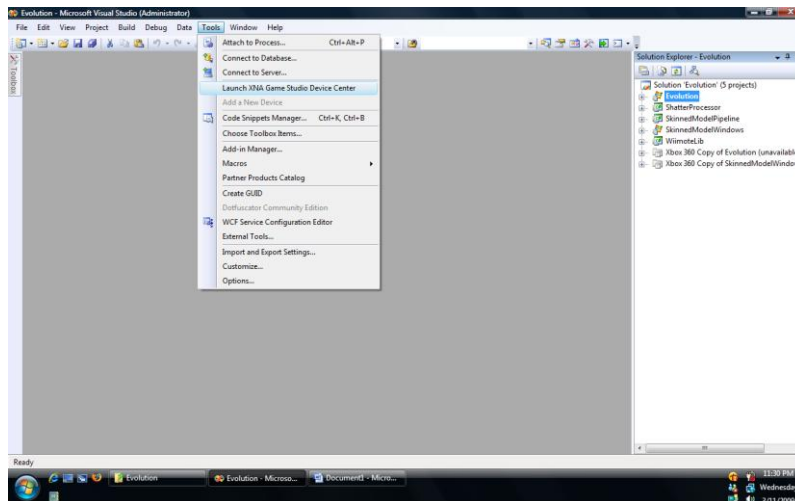 Evolution - Microsoft Visual Studio (Administrator)
File Edit View Project Build Debug Data Tools Window Help
Attach to Process... Ctrl+Alt+P
Connect to Database...
Connect to Server...
Launch XNA Game Studio Device Center
Add a New Device
Code Snippets Manager... Ctrl+K, Ctrl+B
Choose Toolbox Items...
Add-in Manager...
Macros
Partner Products Catalog
Create GUID
Dotfuscator Community Edition
WCF Service Configuration Editor
External Tools...
Import and Export Settings...
Customize...
Options...
Toolbox
Solution Explorer - Evolution
Solution 'Evolution' (5 projects)
Evolution
ShatterProcessor
SkinnedModelPipeline
SkinnedModelWindows
WiimoteLib
Xbox 360 Copy of Evolution (unavailabl
Xbox 360 Copy of SkinnedModelWindo
Ready
Evolution
Evolution - Microso...
Document1 - Micro...
11:30 PM
Wednesday